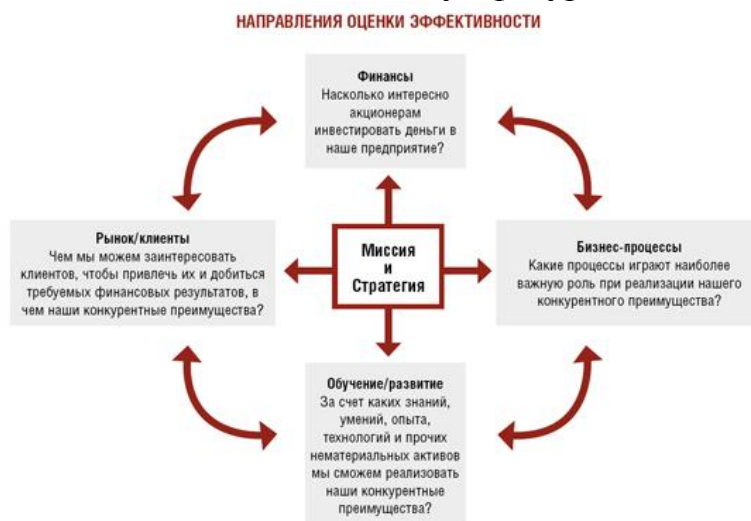 НАПРАВЛЕНИЯ ОЦЕНКИ ЭФФЕКТИВНОСТИ
Финансы
Насколько интересно
акционерам
инвестировать деньги в
наше предприятие?
Рынок/клиенты
Чем мы можем заинтересовать
клиентов, чтобы привлечь их и добиться
требуемых финансовых результатов, в
чем наши конкурентные преимущества?
Миссия
и
Стратегия
Бизнес-процессы
Какие процессы играют наиболее
важную роль при реализации нашего
конкурентного преимущества?
Обучение/развитие
За счет каких знаний,
умений, опыта,
технологий и прочих
нематериальных активов
мы сможем реализовать
наши конкурентные
преимущества?